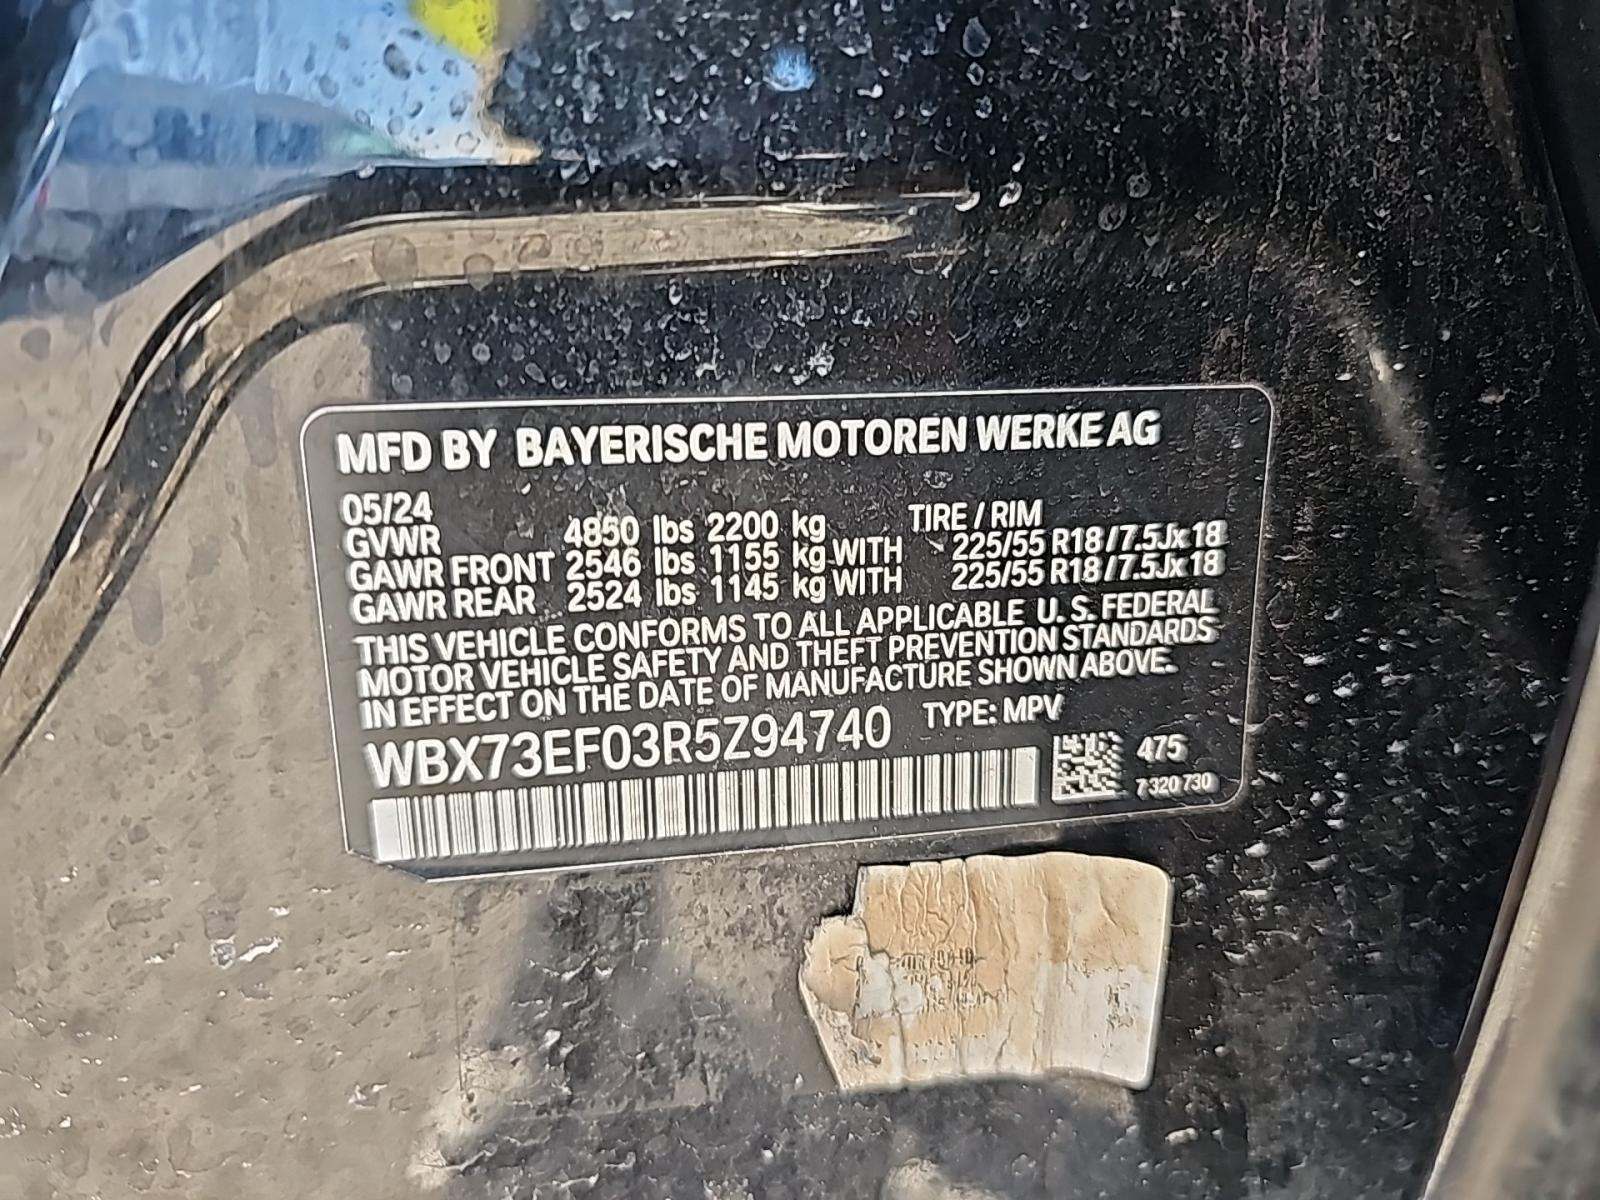 MFD BY BAYERISCHE MOTOREN WERKE AG
05/24
TIRE / RIM
GVWR 4850 lbs 2200 kg
GAWR FRONT 2546 lbs 1155 kg WITH 225/55 R18 / 7.5Jx18
GAWR REAR 2524 lbs 1145 kg WITH 225/55 R18 / 7.5Jx18
THIS VEHICLE CONFORMS TO ALL APPLICABLE U.S. FEDERAL
MOTOR VEHICLE SAFETY AND THEFT PREVENTION STANDARDS
IN EFFECT ON THE DATE OF MANUFACTURE SHOWN ABOVE.
WBX73EF03R5Z94740 TYPE: MPV
475
7 320 730